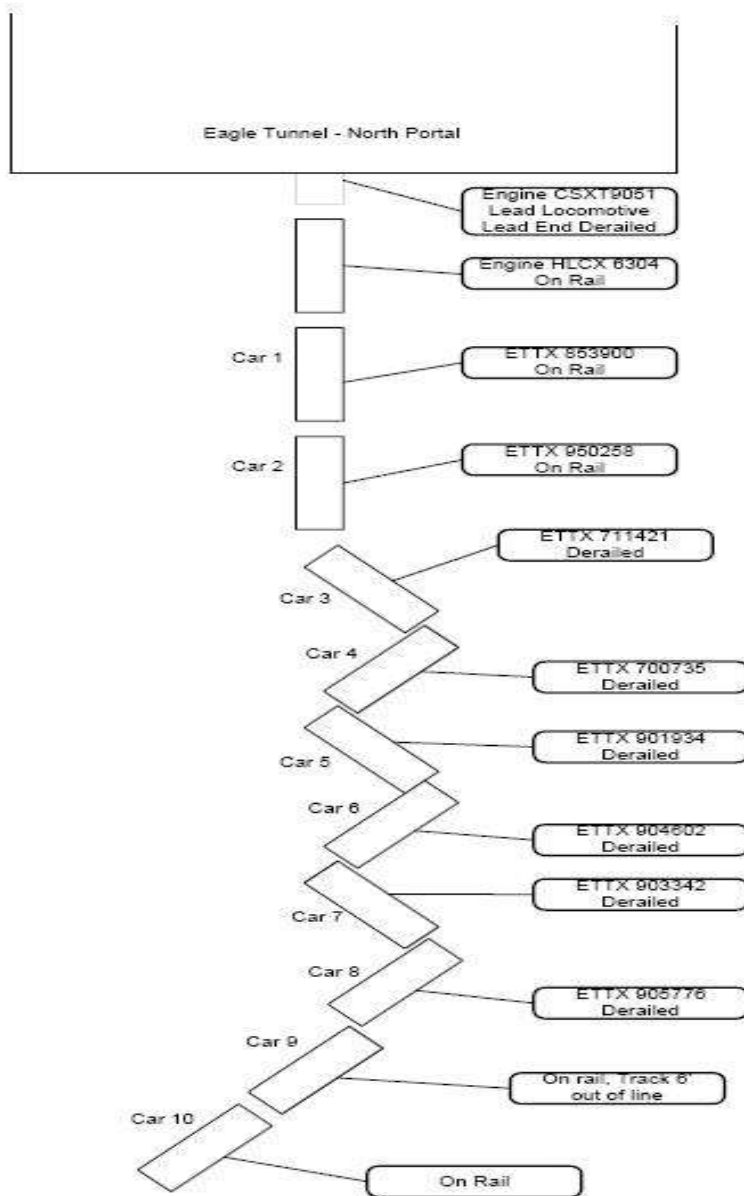 Eagle Tunnel - North Portal
Engine CSXT9051
Lead Locomotive
Lead End Derailed
Engine HLCX 6304
On Rail
Car 1
ETTX 853900
On Rail
Car 2
ETTX 950258
On Rail
ETTX 711421
Derailed
Car 3
Car 4
ETTX 700735
Derailed
ETTX 901934
Derailed
Car 5
Car 6
ETTX 904602
Derailed
ETTX 903342
Derailed
Car 7
Car 8
ETTX 905776
Derailed
Car 9
On rail, Track 6'
out of line
Car 10
On Rail